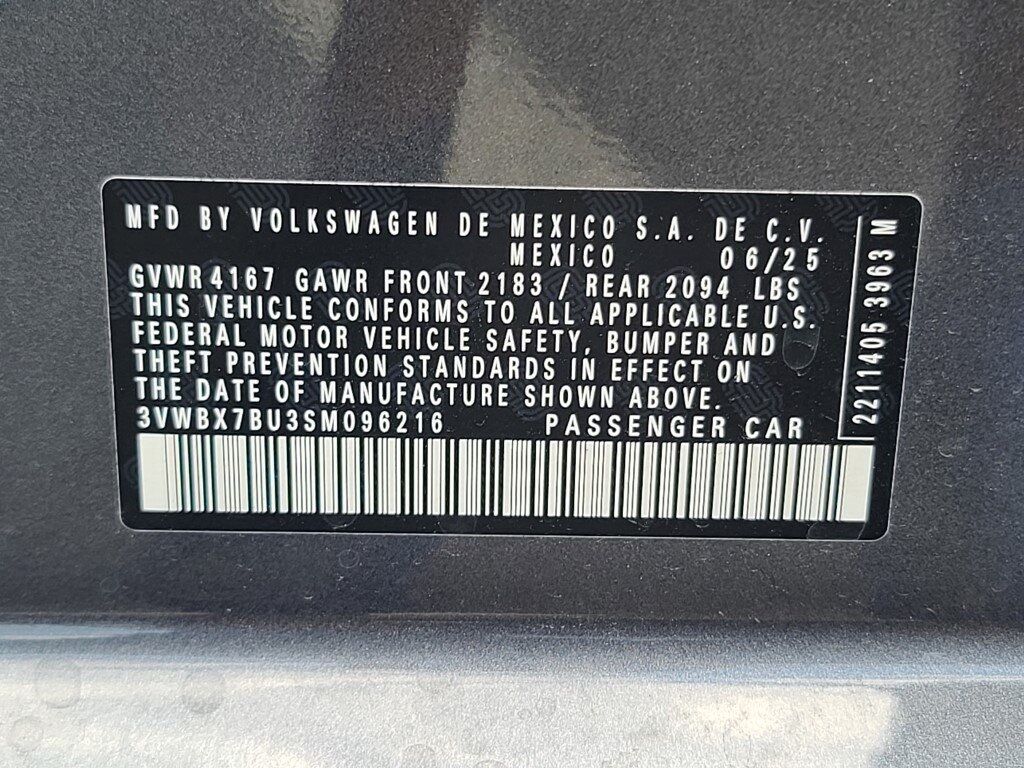 MFD BY VOLKSWAGEN DE MEXICO S.A. DE C.V.
MEXICO 06/25
GVWR 4167 GAWR FRONT 2183 / REAR 2094 LBS
THIS VEHICLE CONFORMS TO ALL APPLICABLE U.S.
FEDERAL MOTOR VEHICLE SAFETY, BUMPER AND
THEFT PREVENTION STANDARDS IN EFFECT ON
THE DATE OF MANUFACTURE SHOWN ABOVE.
3VWBX7BU3SM096216 PASSENGER CAR
2211405 3963 M